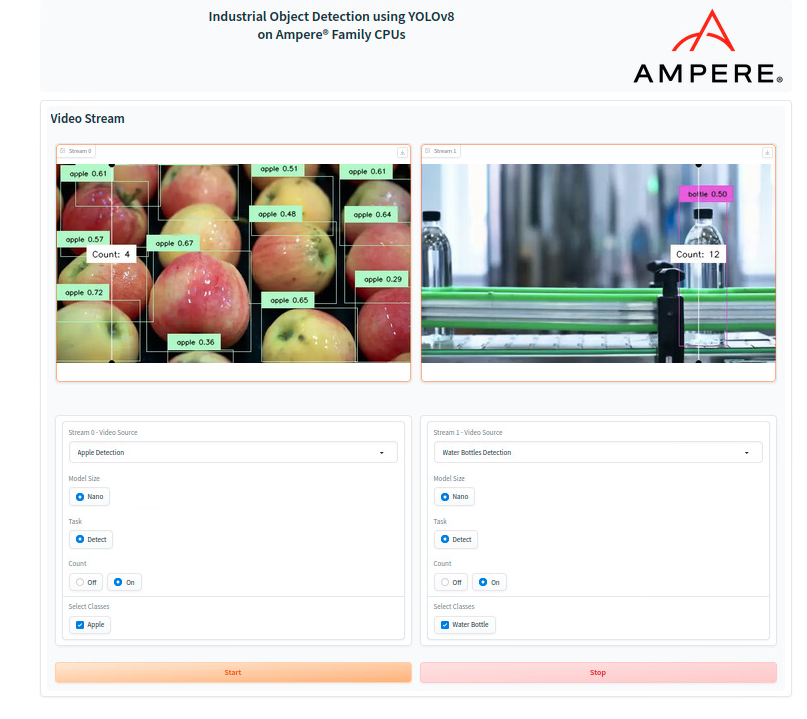 Industrial Object Detection using YOLOv8
on Ampere® Family CPUs
AMPERE®
Video Stream
Stream 0
apple 0.61
apple 0.51
apple 0.61
apple 0.48
apple 0.64
apple 0.57
apple 0.67
Count: 4
apple 0.29
apple 0.72
apple 0.65
apple 0.36
Stream 1
bottle 0.50
Count: 12
Stream 0 - Video Source
Apple Detection
Model Size
Nano
Task
Detect
Count
Off On
Select Classes
Apple
Stream 1 - Video Source
Water Bottles Detection
Model Size
Nano
Task
Detect
Count
Off On
Select Classes
Water Bottle
Start
Stop